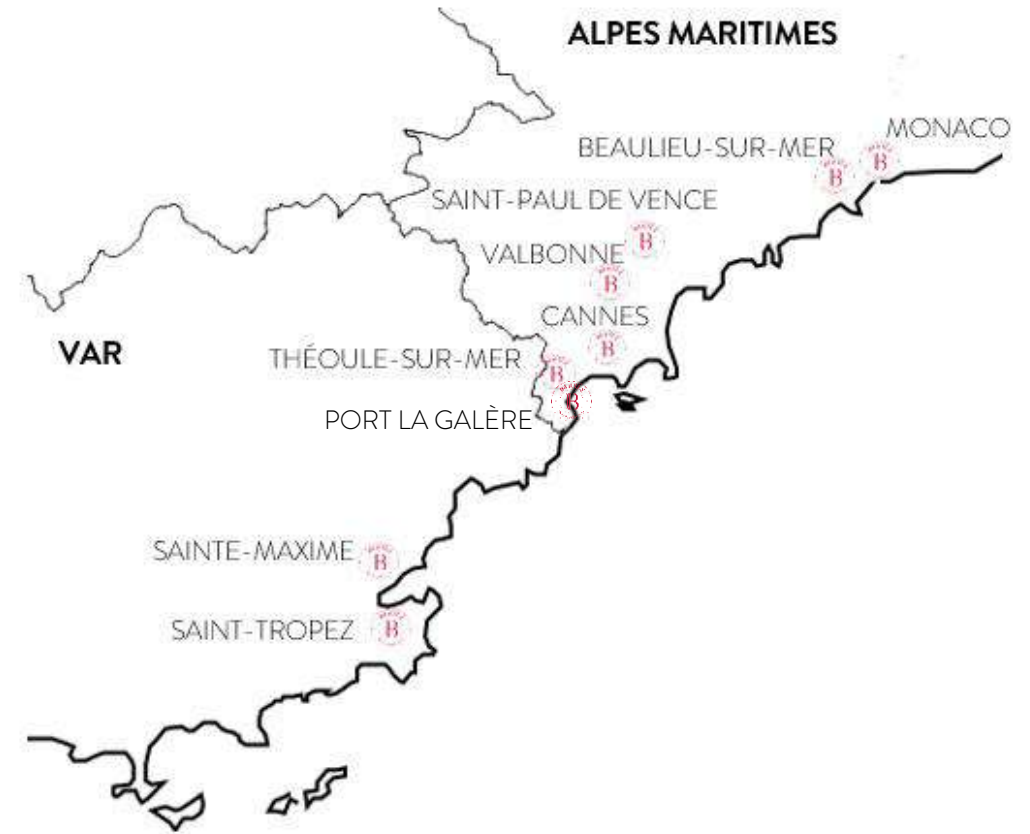 ALPES MARITIMES
MONACO
BEAULIEU-SUR-MER
B
B
SAINT-PAUL DE VENCE
B
VALBONNE
B
CANNES
B
VAR
THÉOULE-SUR-MER
B
B
PORT LA GALÈRE
SAINTE-MAXIME
B
SAINT-TROPEZ
B